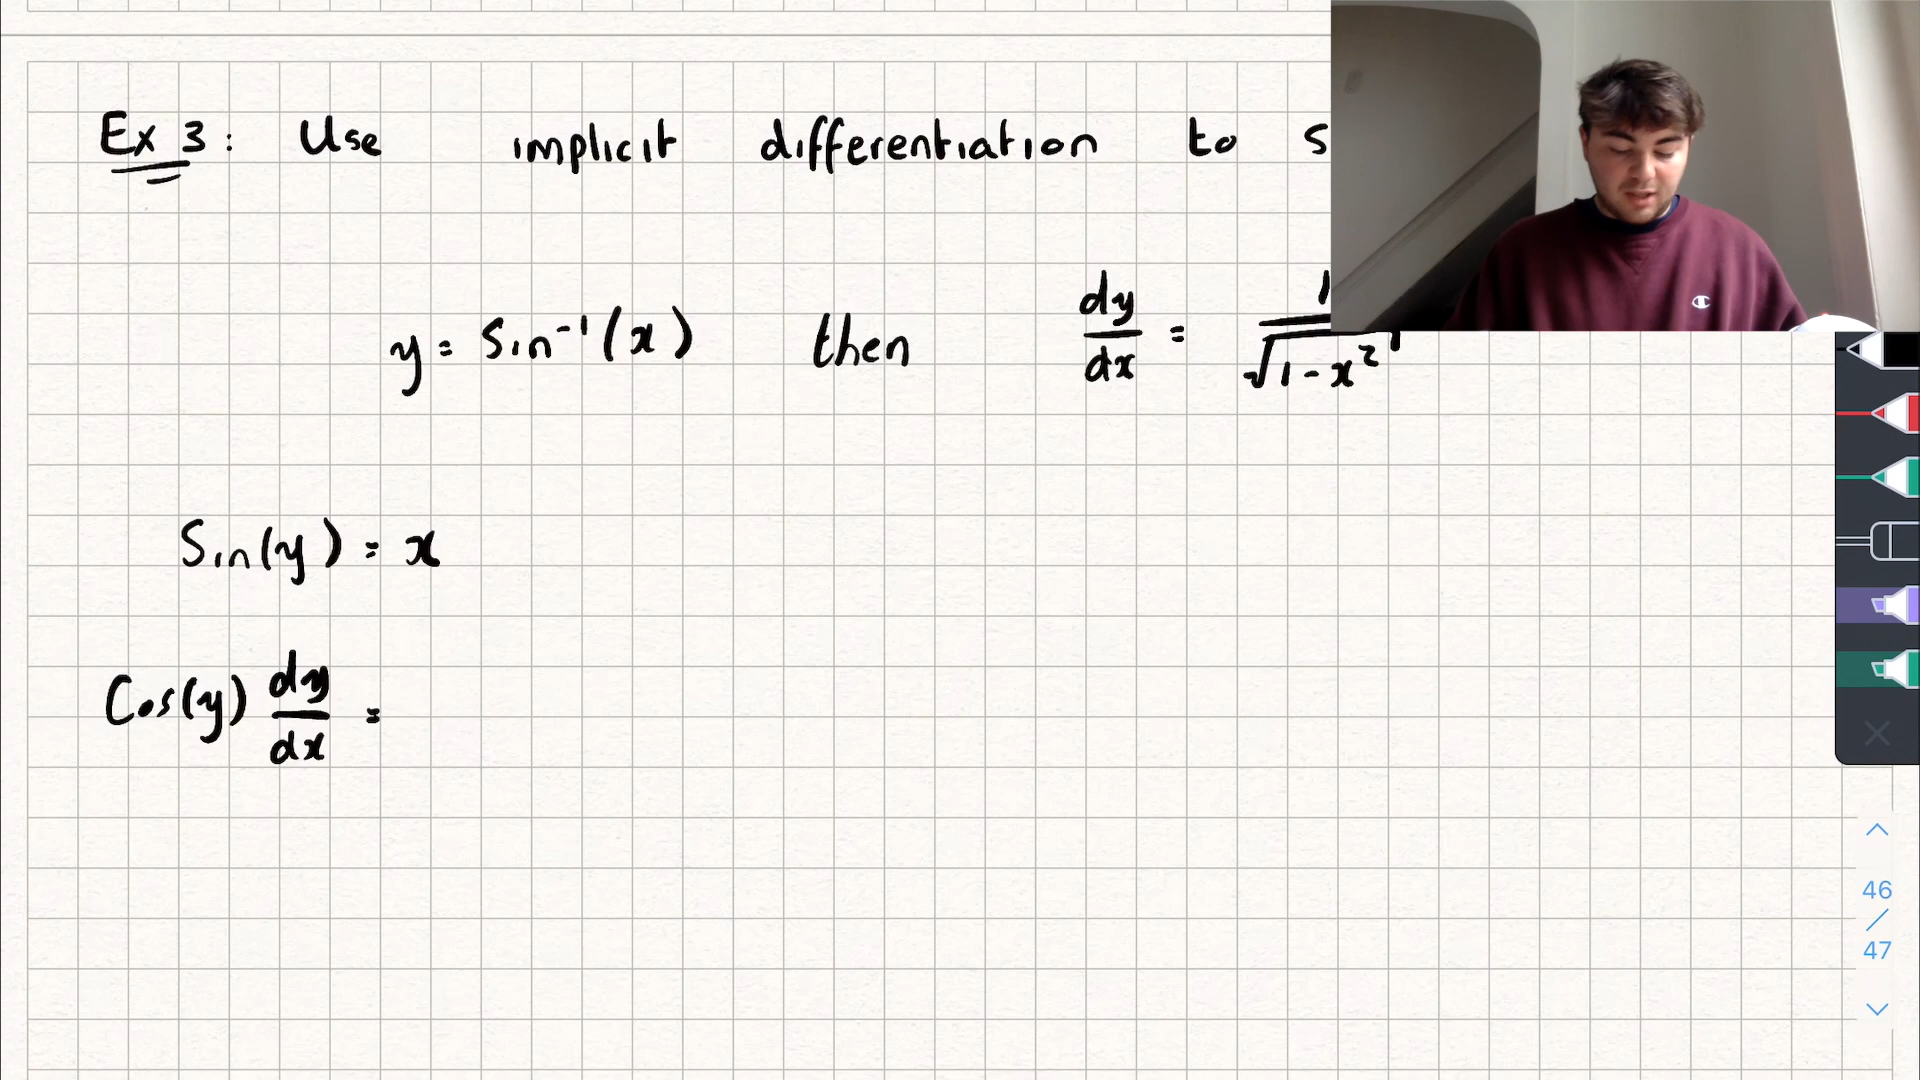 Ex 3: Use implicit differentiation to s
y = Sin⁻¹(x) then dy/dx = 1/√(1-x²)
Sin(y) = x
Cos(y) dy/dx =
46
/
47